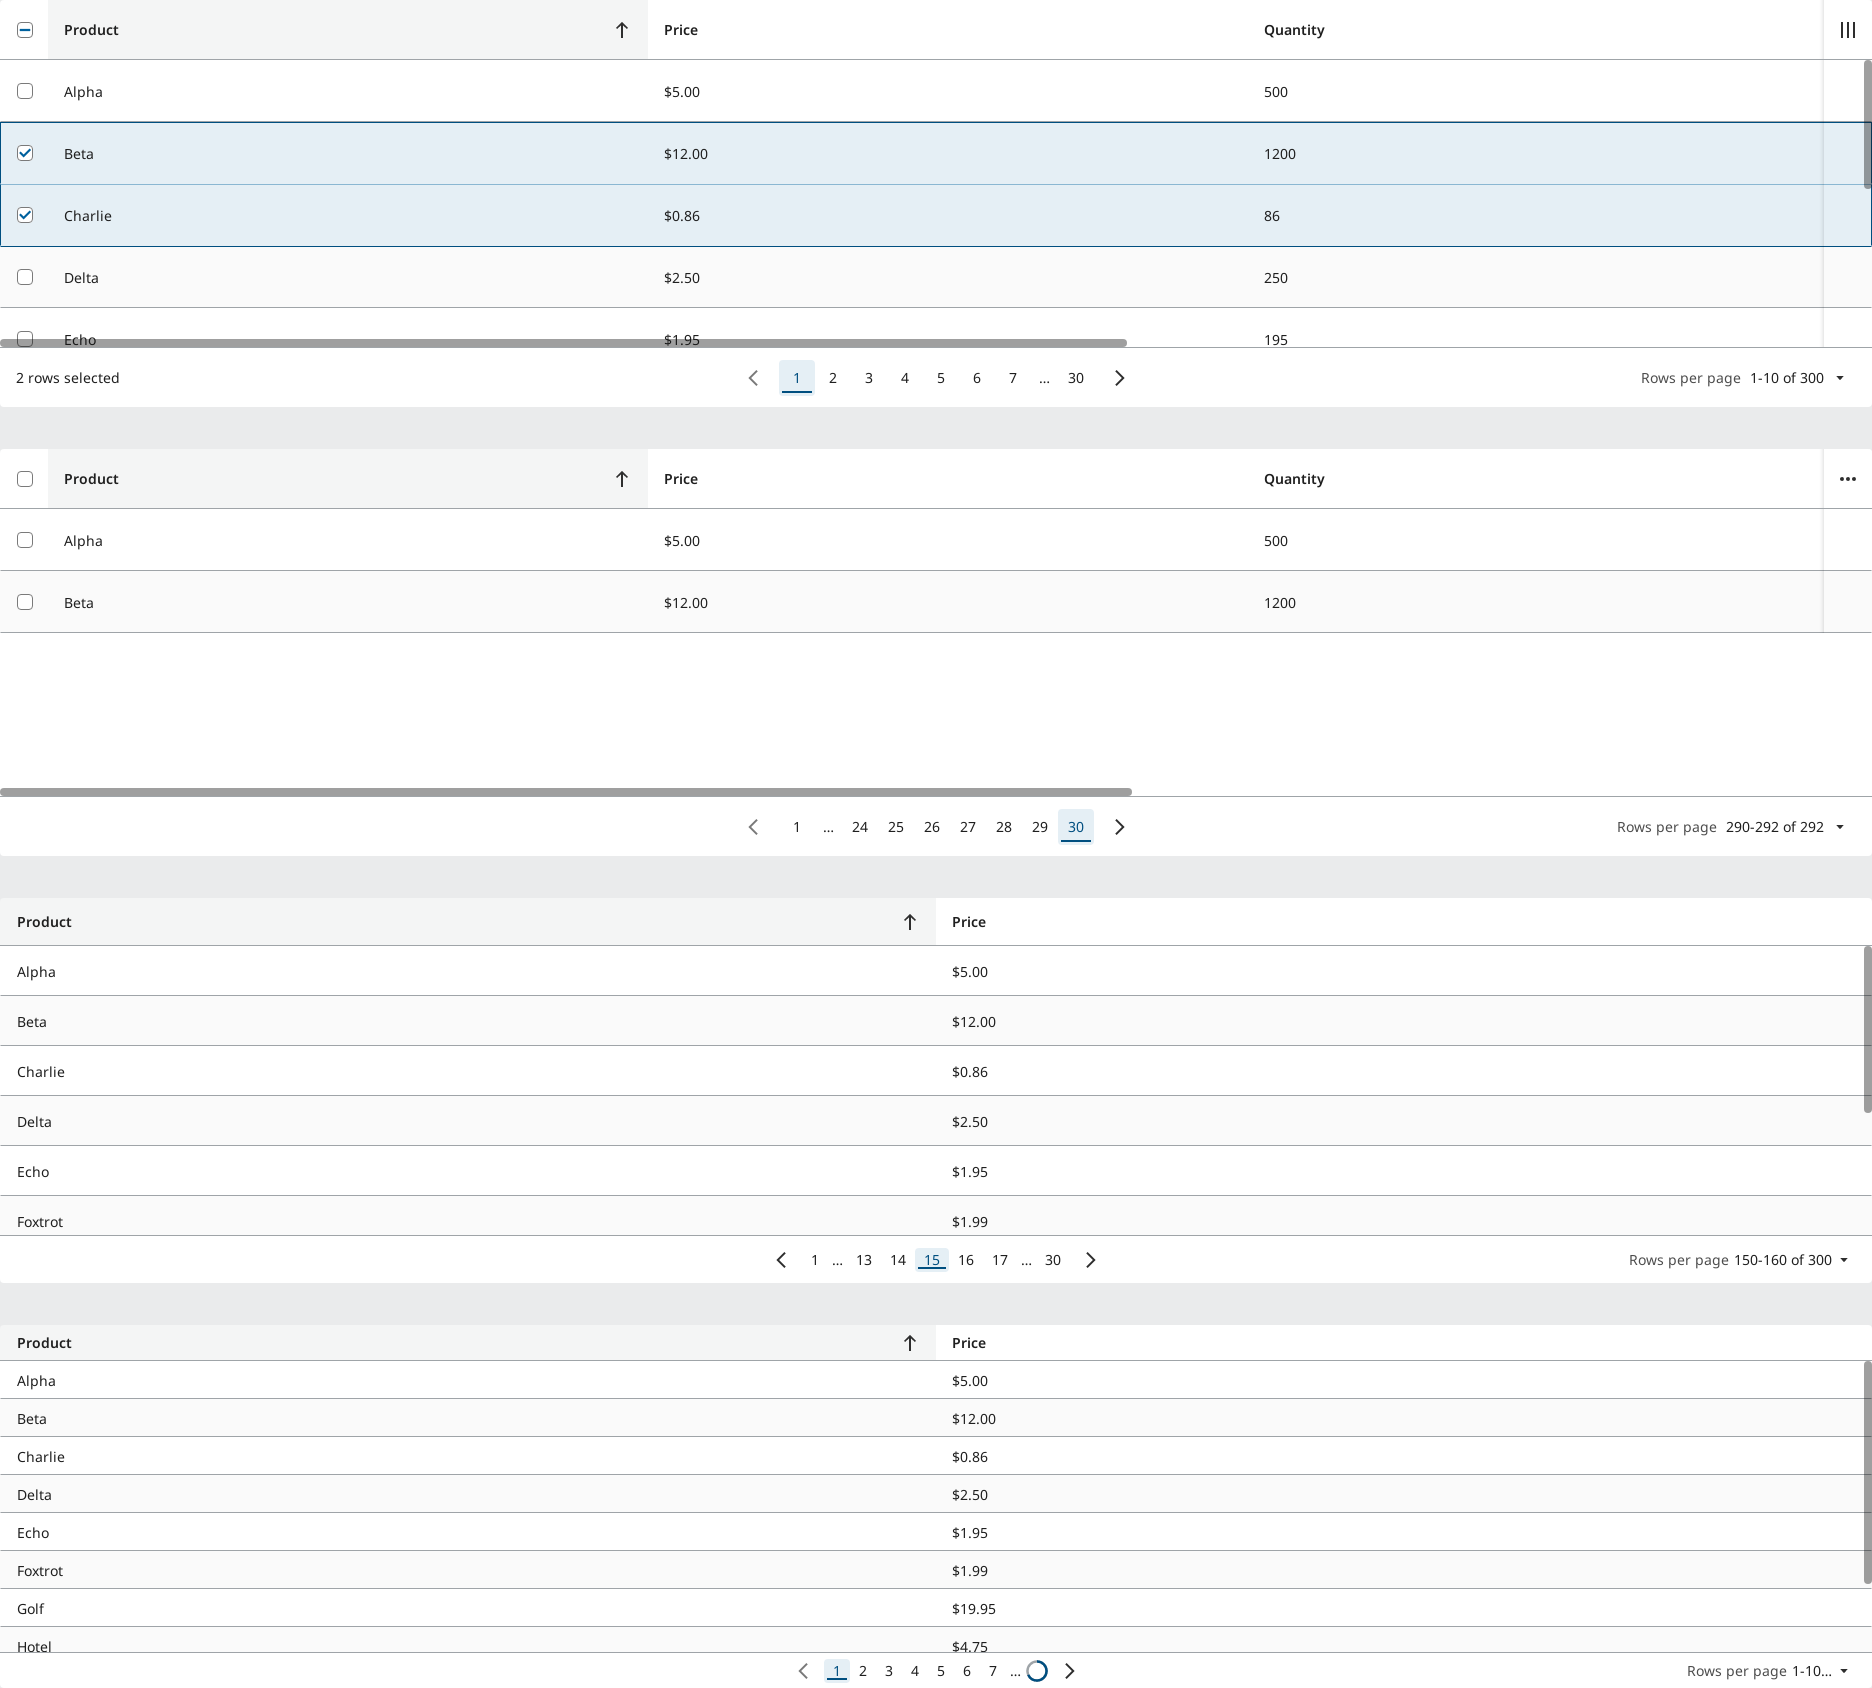 Product Price Quantity
Alpha $5.00 500
Beta $12.00 1200
Charlie $0.86 86
Delta $2.50 250
Echo $1.95 195
2 rows selected 1 2 3 4 5 6 7 ... 30 Rows per page 1-10 of 300
Product Price Quantity
Alpha $5.00 500
Beta $12.00 1200
1 ... 24 25 26 27 28 29 30 Rows per page 290-292 of 292
Product Price
Alpha $5.00
Beta $12.00
Charlie $0.86
Delta $2.50
Echo $1.95
Foxtrot $1.99
1 ... 13 14 15 16 17 ... 30 Rows per page 150-160 of 300
Product Price
Alpha $5.00
Beta $12.00
Charlie $0.86
Delta $2.50
Echo $1.95
Foxtrot $1.99
Golf $19.95
Hotel $4.75
1 2 3 4 5 6 7 ... Rows per page 1-10...